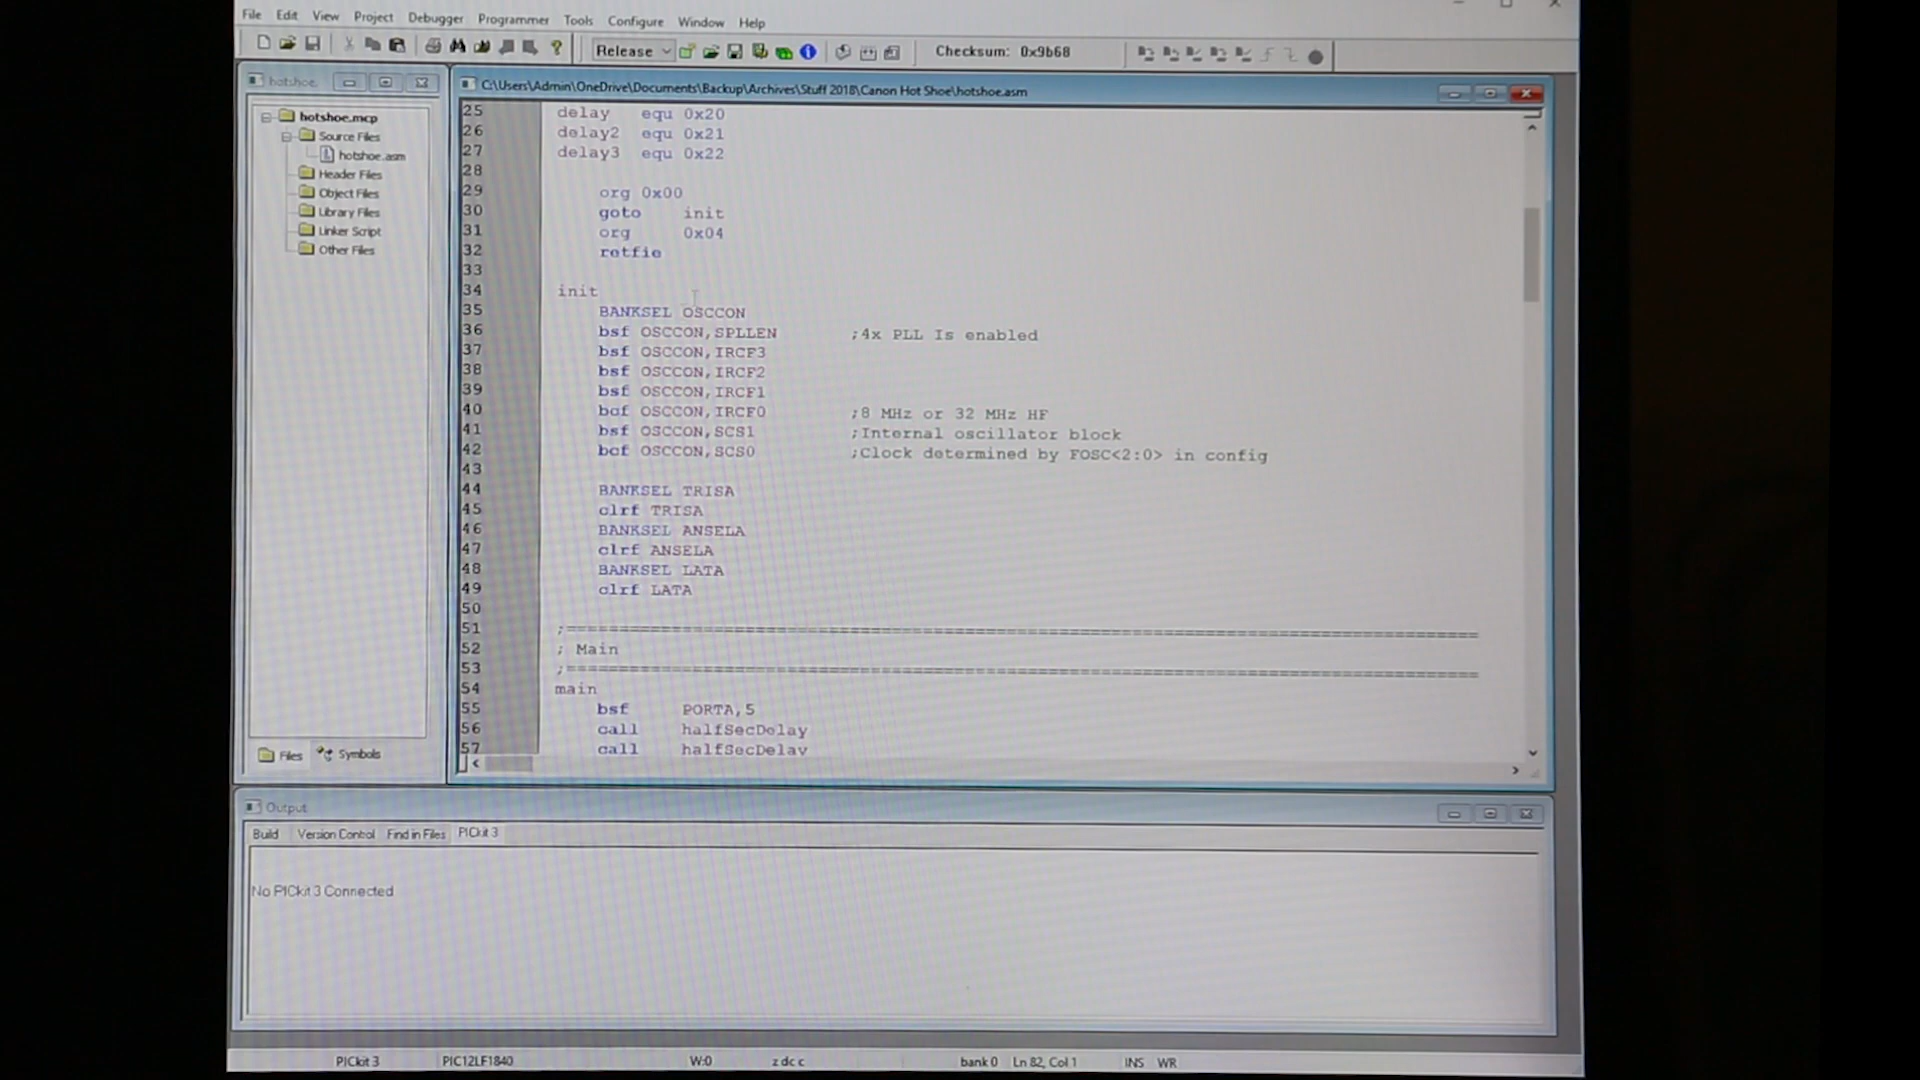 File Edit View Project Debugger Programmer Tools Configure Window Help
Release Checksum: 0x9b68
hotshoe.
C:\Users\Admin\OneDrive\Documents\Backup\Archives\Stuff 2018\Canon Hot Shoe\hotshoe.asm
hotshoe.mcp
Source Files
hotshoe.asm
Header Files
Object Files
Library Files
Linker Script
Other Files
Files Symbols
25 delay equ 0x20
26 delay2 equ 0x21
27 delay3 equ 0x22
28
29 org 0x00
30 goto init
31 org 0x04
32 retfie
33
34 init
35 BANKSEL OSCCON
36 bsf OSCCON,SPLLEN ;4x PLL Is enabled
37 bsf OSCCON,IRCF3
38 bsf OSCCON,IRCF2
39 bsf OSCCON,IRCF1
40 bcf OSCCON,IRCF0 ;8 MHz or 32 MHz HF
41 bsf OSCCON,SCS1 ;Internal oscillator block
42 bcf OSCCON,SCS0 ;Clock determined by FOSC<2:0> in config
43
44 BANKSEL TRISA
45 clrf TRISA
46 BANKSEL ANSELA
47 clrf ANSELA
48 BANKSEL LATA
49 clrf LATA
50
51 ;========================================================================================
52 ; Main
53 ;========================================================================================
54 main
55 bsf PORTA,5
56 call halfSecDelay
57 call halfSecDelay
Output
Build Version Control Find in Files PICkit 3
No PICkit 3 Connected
PICkit 3 PIC12LF1840 W:0 z dc c bank 0 Ln 82, Col 1 INS WR